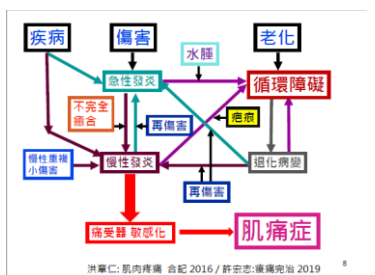 疾病
傷害
老化
水腫
急性發炎
循環障礙
不完全
癒合
再傷害
疤痕
慢性重複
小傷害
慢性發炎
退化病變
再傷害
痛受器 敏感化
肌痛症
洪章仁: 肌肉疼痛 合記 2016 / 許宏志:痠痛完治 2019
8